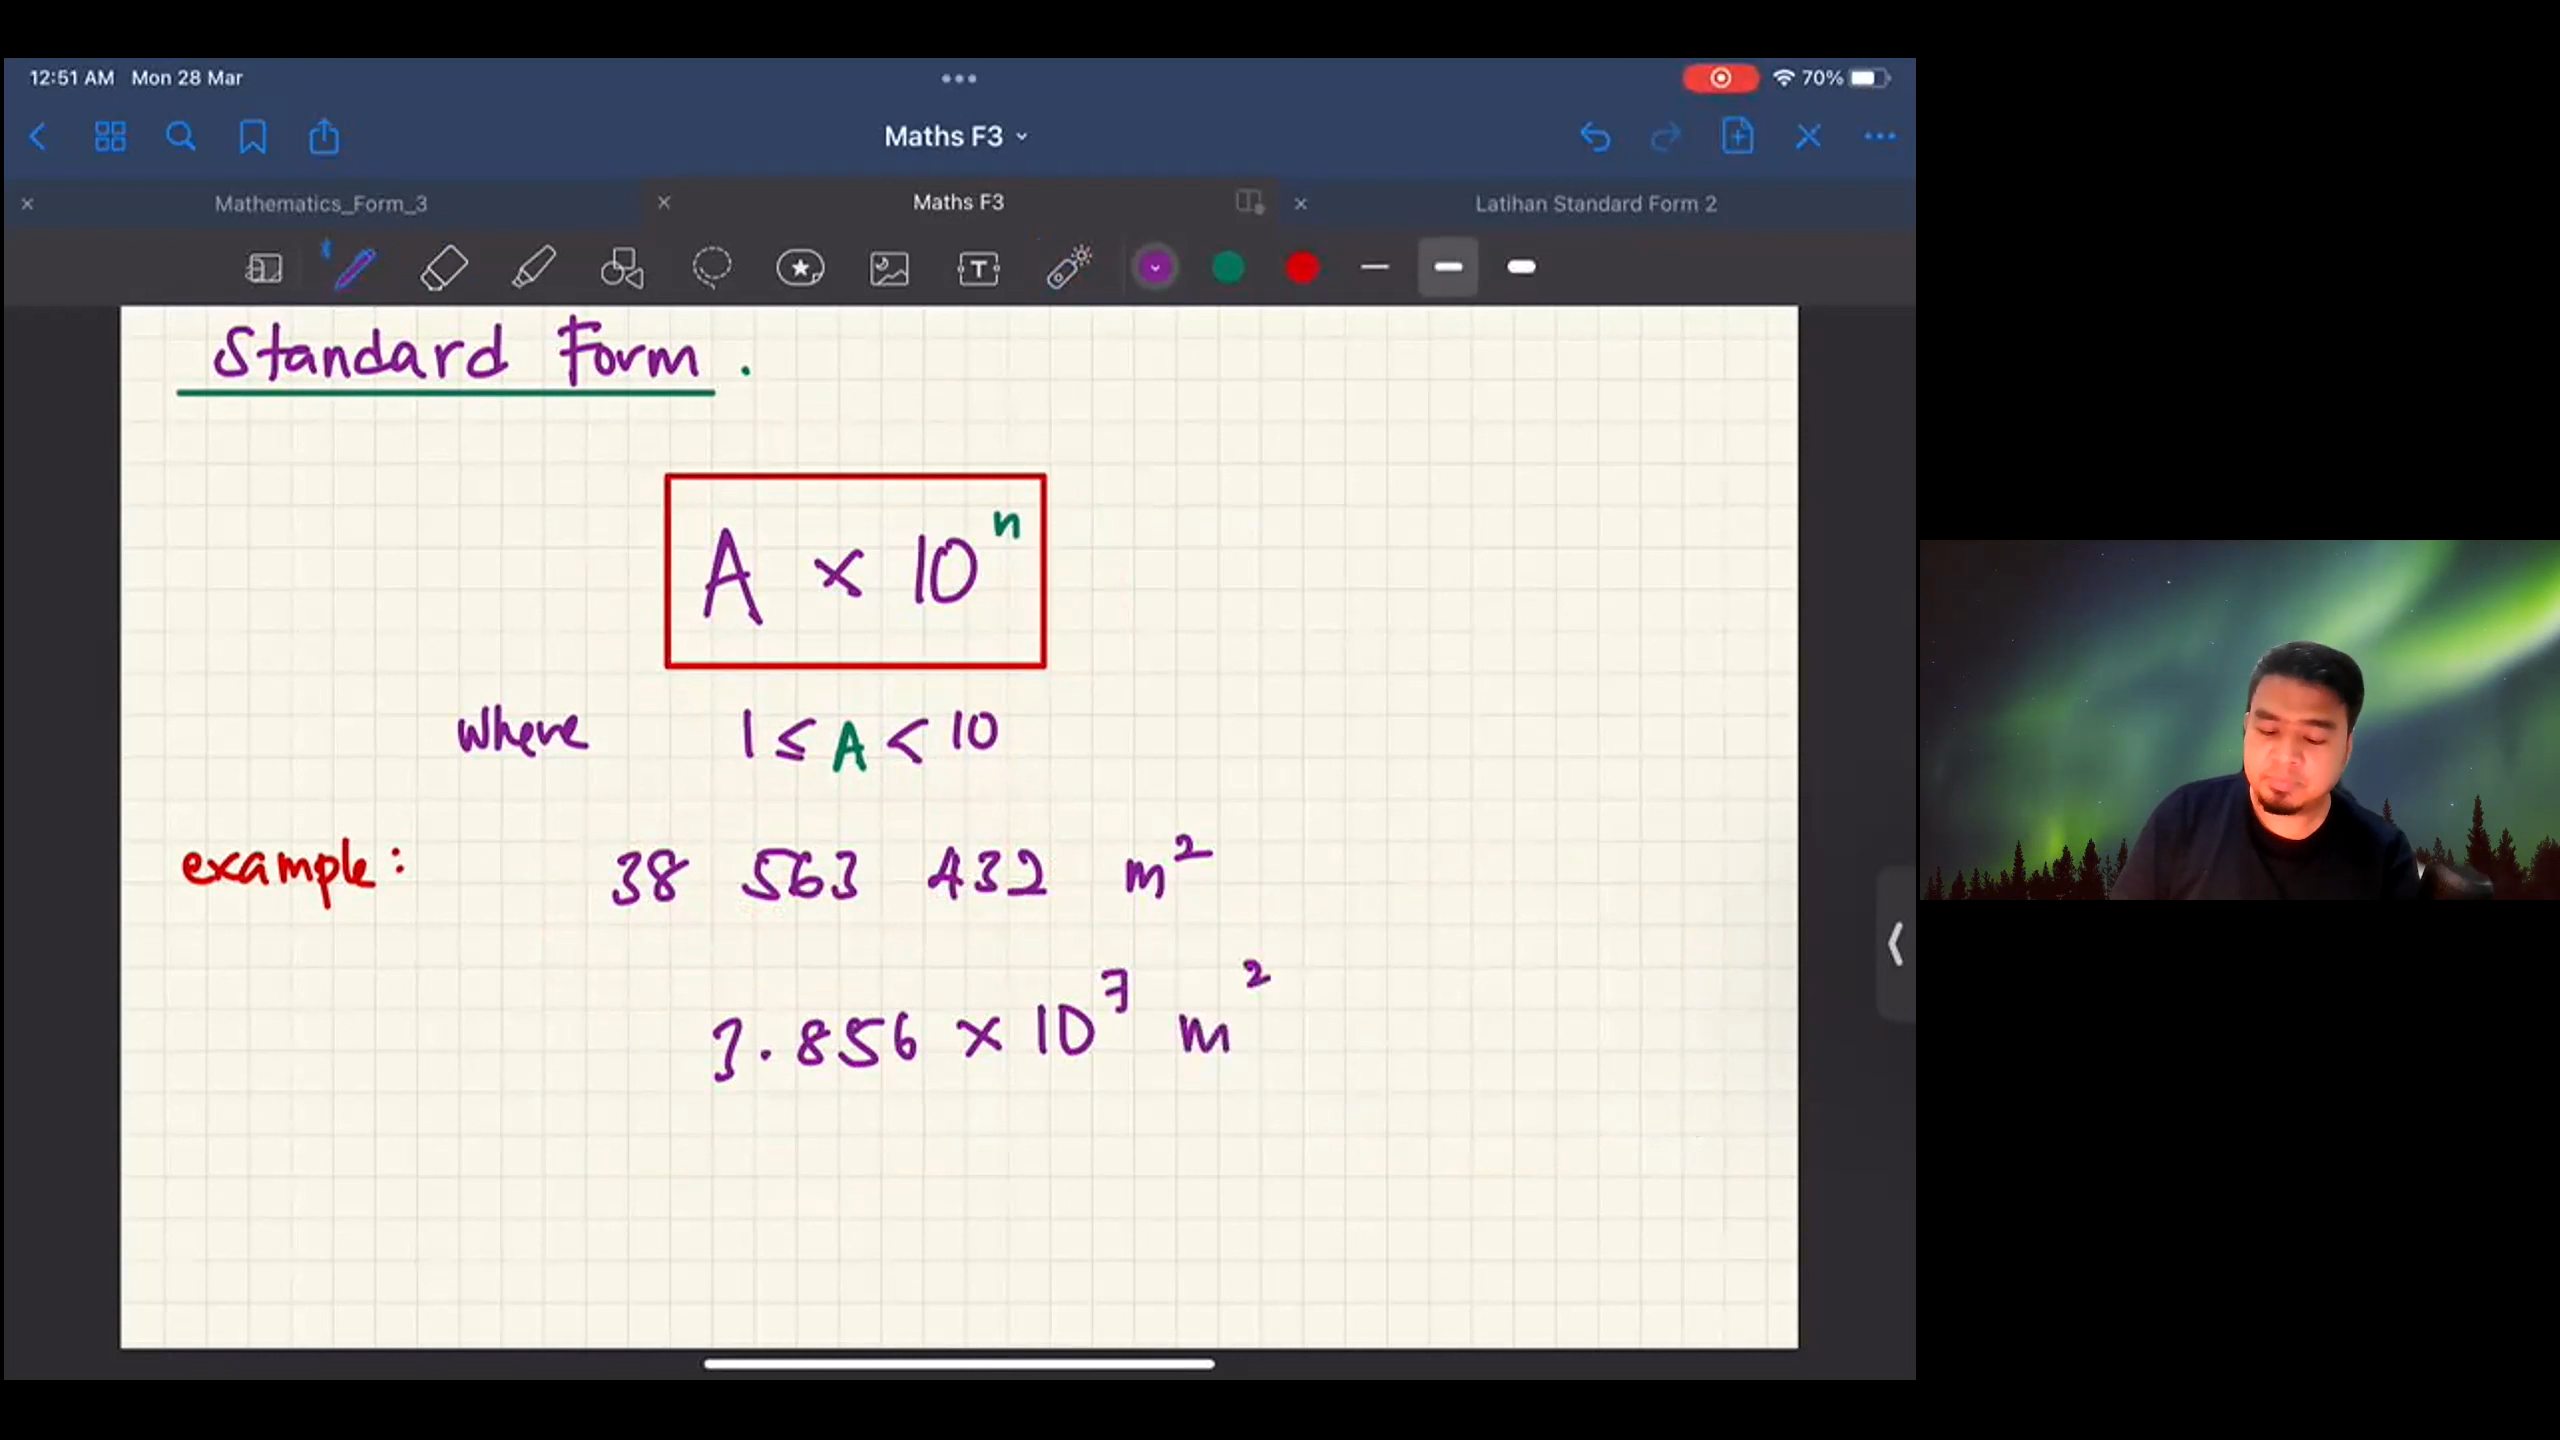 12:51 AM Mon 28 Mar
70%
Maths F3
Mathematics_Form_3
Maths F3
Latihan Standard Form 2
T
Standard Form.
A × 10ⁿ
where 1 ≤ A < 10
example: 38 563 432 m²
3.856 × 10⁷ m²